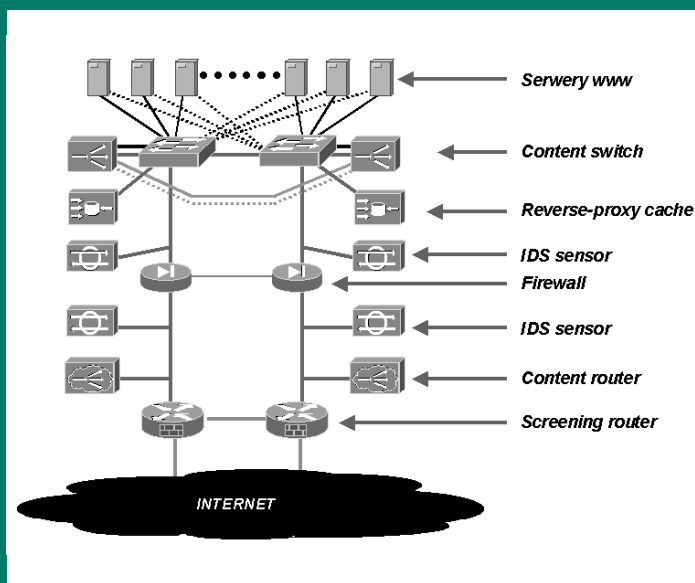 Serwery www
Content switch
Reverse-proxy cache
IDS sensor
Firewall
IDS sensor
Content router
Screening router
INTERNET